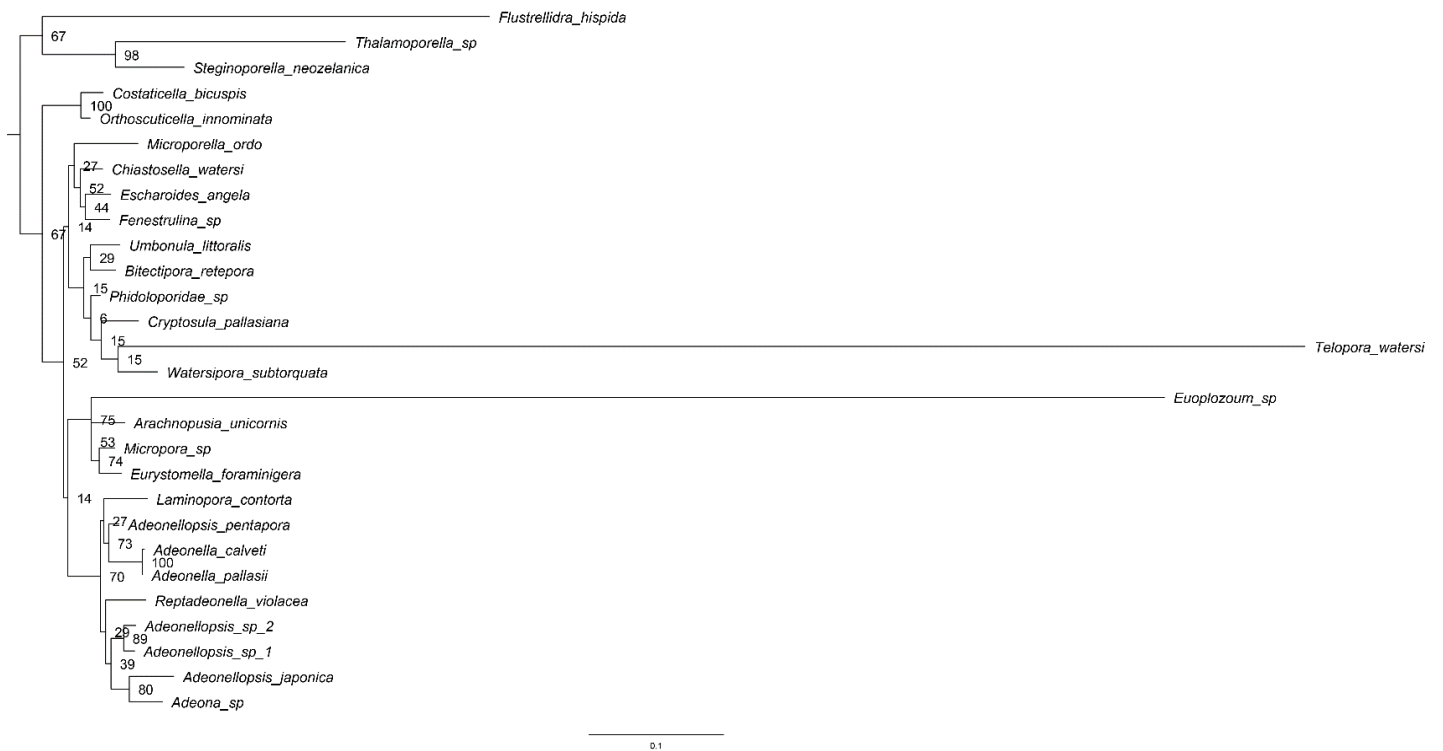 Flustrellidra_hispida
67
Thalamoporella_sp
98
Steginoporella_neozelanica
Costaticella_bicuspis
100
Orthoscuticella_innominata
Microporella_ordo
27
Chiastosella_watersi
52
Escharoides_angela
44
Fenestrulina_sp
14
67
Umbonula_littoralis
29
Bitectipora_retepora
15
Phidoloporidae_sp
6
Cryptosula_pallasiana
15
Telopora_watersi
15
52
Watersipora_subtorquata
Euoplozoum_sp
75
Arachnopusia_unicornis
53
Micropora_sp
74
Eurystomella_foraminigera
14
Laminopora_contorta
27
Adeonellopsis_pentapora
73
Adeonella_calveti
100
70
Adeonella_pallasii
Reptadeonella_violacea
29
Adeonellopsis_sp_2
89
Adeonellopsis_sp_1
39
Adeonellopsis_japonica
80
Adeona_sp
0.1